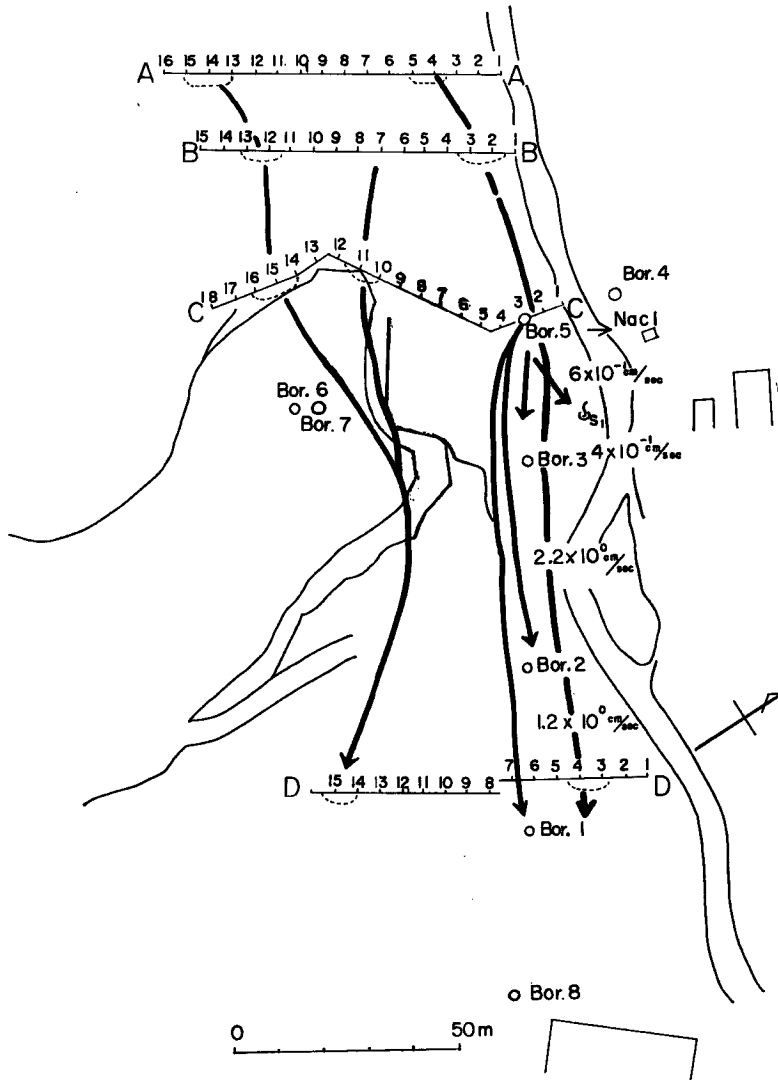 16 15 14 13 12 11 10 9 8 7 6 5 4 3 2 1
A A
15 14 13 12 11 10 9 8 7 6 5 4 3 2 1
B B
18 17 16 15 14 13 12 11 10 9 8 7 6 5 4 3 2
C C
Bor. 4
Bor. 5
Nacl
6x10⁻¹cm/sec
Bor. 6
Bor. 7
S₁
Bor. 3
4x10⁻¹cm/sec
2.2x10⁰cm/sec
Bor. 2
1.2x10⁰cm/sec
15 14 13 12 11 10 9 8 7 6 5 4 3 2 1
D D
Bor. 1
Bor. 8
0 50m